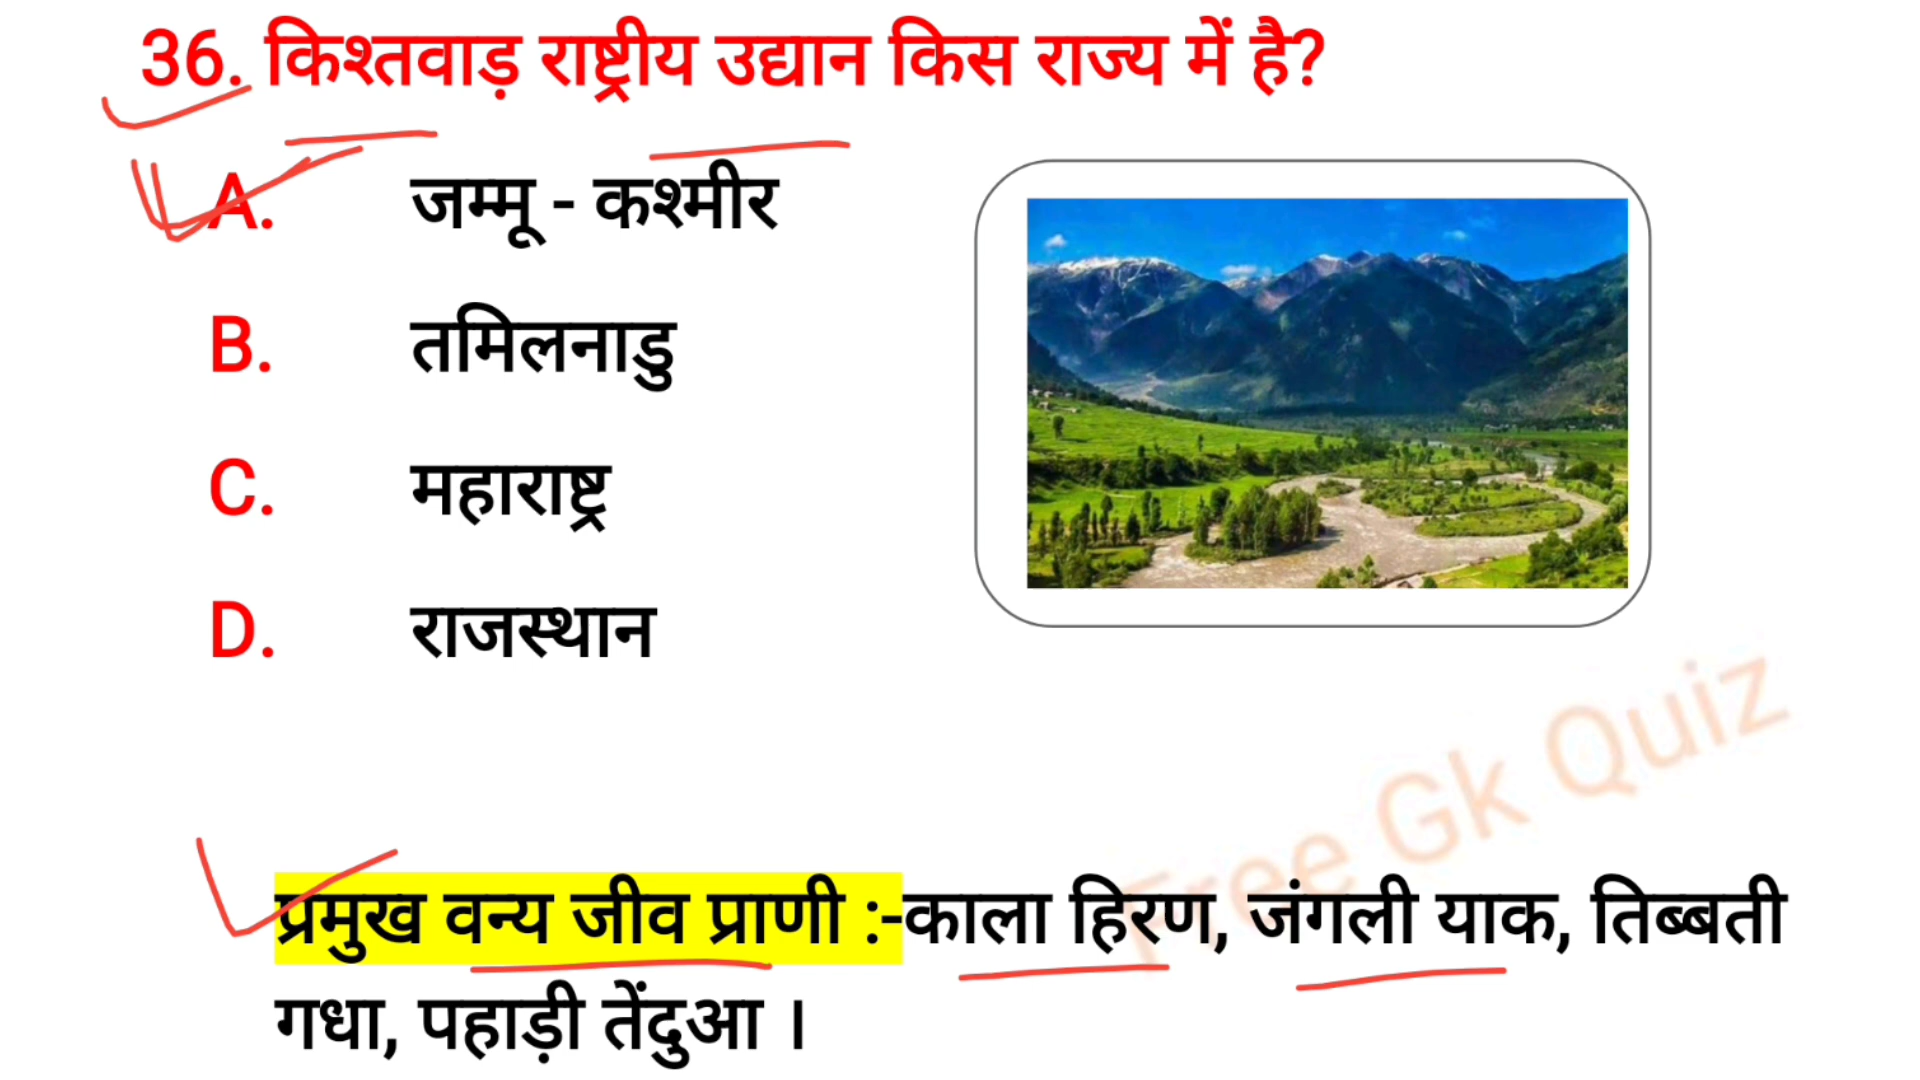 36. किश्तवाड़ राष्ट्रीय उद्यान किस राज्य में है?
A. जम्मू - कश्मीर
B. तमिलनाडु
C. महाराष्ट्र
D. राजस्थान
Free Gk Quiz
प्रमुख वन्य जीव प्राणी :-काला हिरण, जंगली याक, तिब्बती
गधा, पहाड़ी तेंदुआ ।